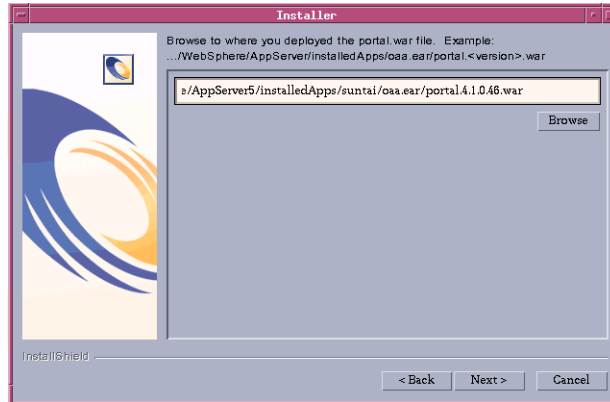 Installer
Browse to where you deployed the portal.war file. Example:
.../WebSphere/AppServer/installedApps/oaa.ear/portal.<version>.war
e/AppServer5/installedApps/suntai/oaa.ear/portal.4.1.0.46.war
Browse
InstallShield
< Back Next > Cancel